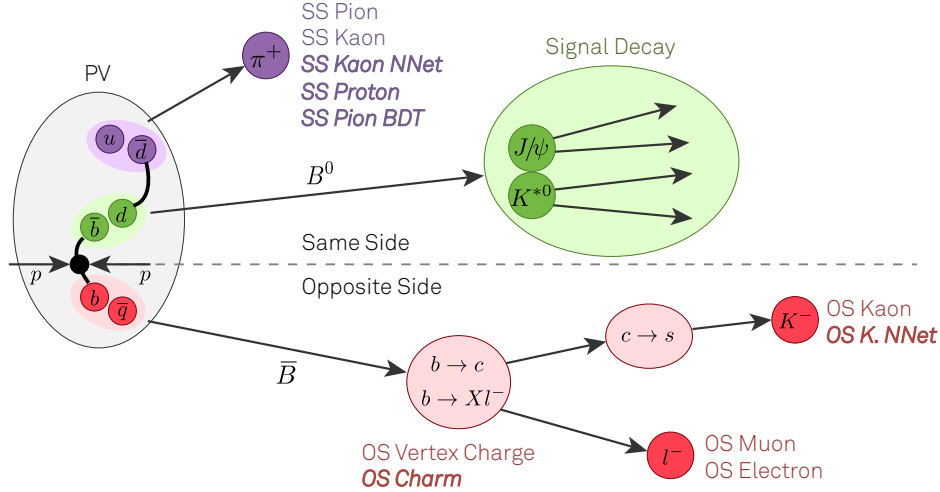 SS Pion
SS Kaon
SS Kaon NNet
SS Proton
SS Pion BDT
π⁺
PV
Signal Decay
u
d̅
J/ψ
B⁰
K*⁰
d
b̅
Same Side
p
p
Opposite Side
b
q̅
B̅
c → s
K⁻
OS Kaon
OS K. NNet
b → c
b → Xl⁻
OS Vertex Charge
OS Charm
l⁻
OS Muon
OS Electron